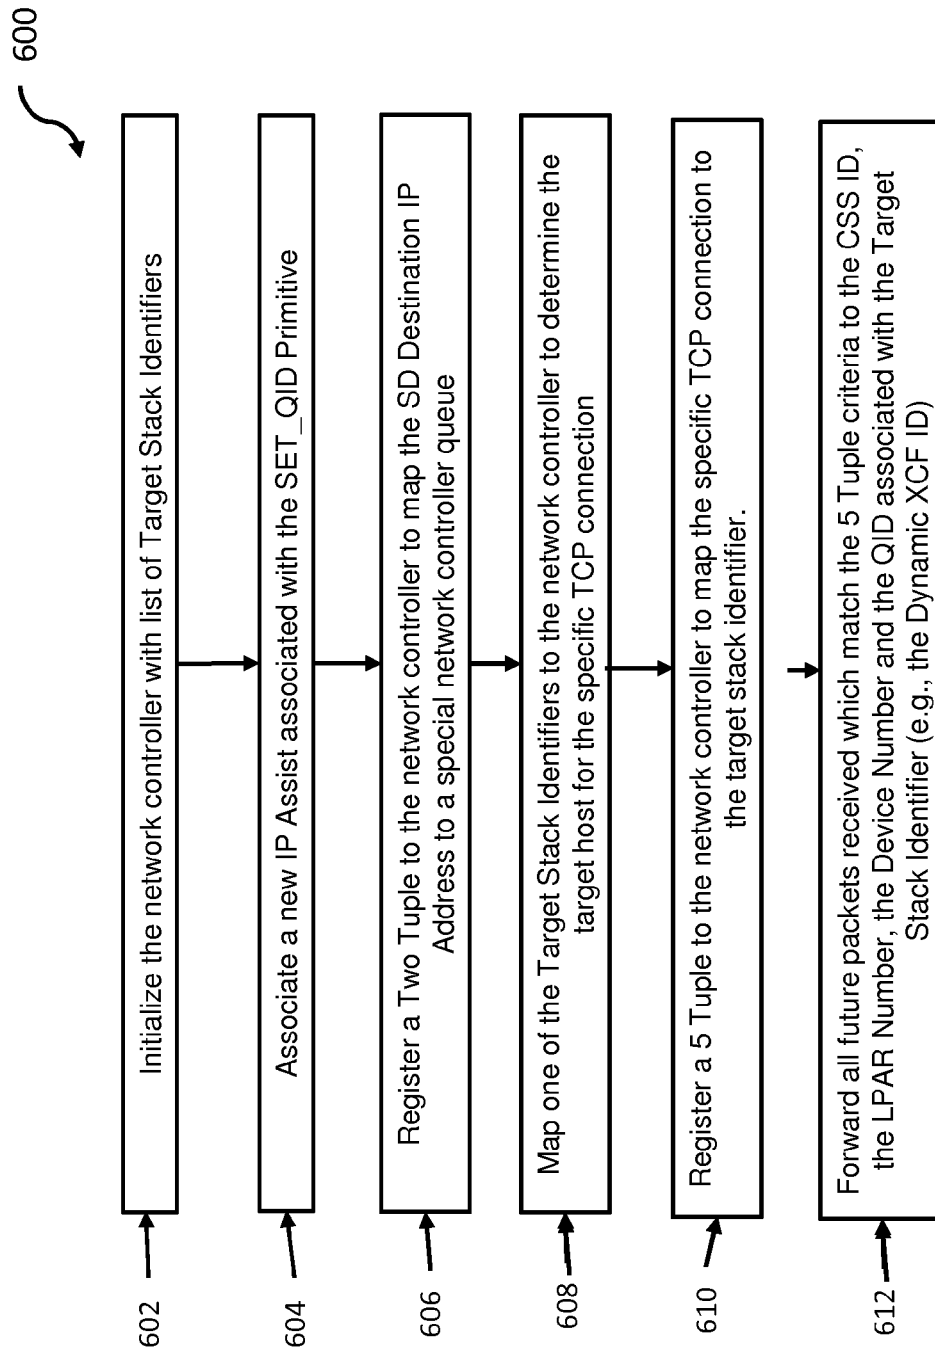 600
602
Initialize the network controller with list of Target Stack Identifiers
604
Associate a new IP Assist associated with the SET_QID Primitive
606
Register a Two Tuple to the network controller to map the SD Destination IP
Address to a special network controller queue
608
Map one of the Target Stack Identifiers to the network controller to determine the
target host for the specific TCP connection
610
Register a 5 Tuple to the network controller to map the specific TCP connection to
the target stack identifier.
612
Forward all future packets received which match the 5 Tuple criteria to the CSS ID,
the LPAR Number, the Device Number and the QID associated with the Target
Stack Identifier (e.g., the Dynamic XCF ID)